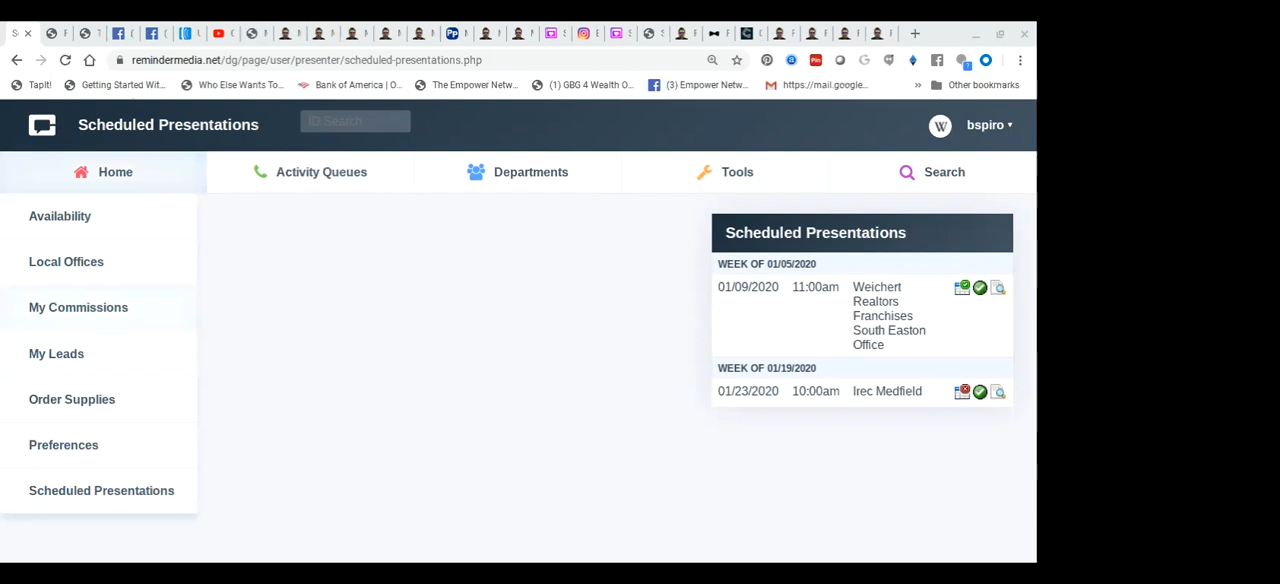 remindermedia.net/dg/page/user/presenter/scheduled-presentations.php
TapIt!
Getting Started Wit...
Who Else Wants To...
Bank of America | O...
The Empower Netw...
(1) GBG 4 Wealth O...
(3) Empower Netw...
https://mail.google...
» Other bookmarks
Scheduled Presentations
ID Search
W
bspiro
Home
Activity Queues
Departments
Tools
Search
Availability
Local Offices
My Commissions
My Leads
Order Supplies
Preferences
Scheduled Presentations
Scheduled Presentations
WEEK OF 01/05/2020
01/09/2020 11:00am Weichert
Realtors
Franchises
South Easton
Office
WEEK OF 01/19/2020
01/23/2020 10:00am Irec Medfield